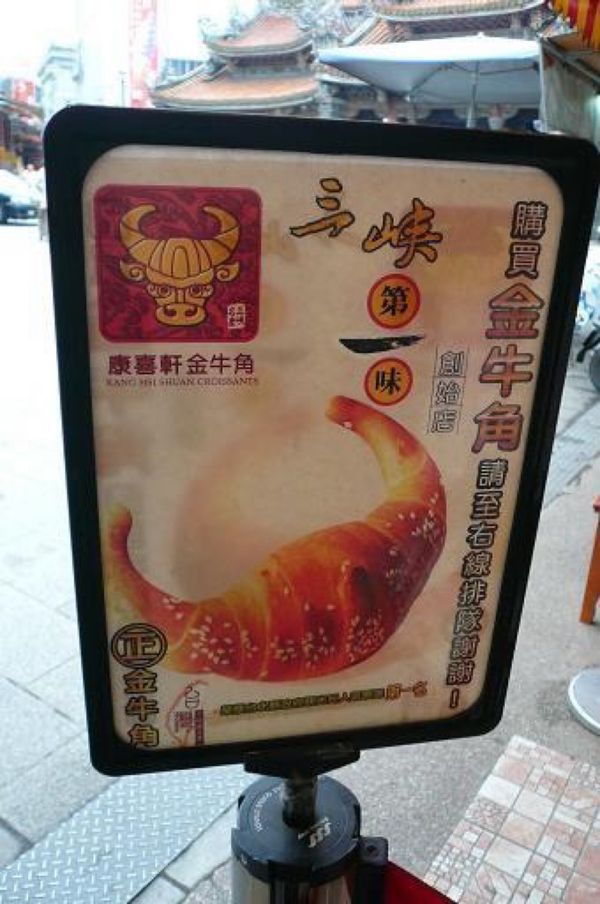 三峽
第
一
味
創始店
康喜軒金牛角
KANG HSI SHUAN CROISSANTS
購買金牛角請至右線排隊謝謝!
正
金牛角
第一名